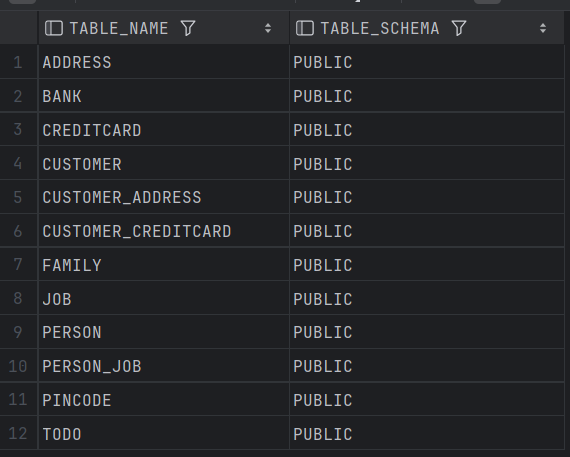 TABLE_NAME TABLE_SCHEMA
1 ADDRESS PUBLIC
2 BANK PUBLIC
3 CREDITCARD PUBLIC
4 CUSTOMER PUBLIC
5 CUSTOMER_ADDRESS PUBLIC
6 CUSTOMER_CREDITCARD PUBLIC
7 FAMILY PUBLIC
8 JOB PUBLIC
9 PERSON PUBLIC
10 PERSON_JOB PUBLIC
11 PINCODE PUBLIC
12 TODO PUBLIC